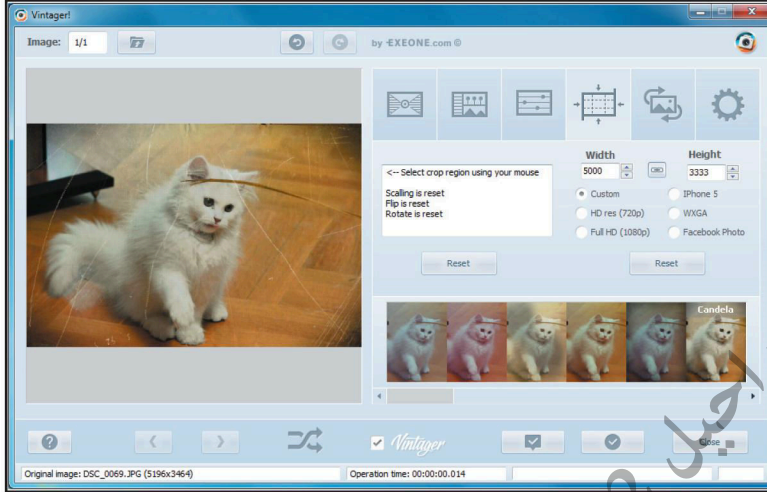 Vintager!
Image: 1/1
by EXEONE.com ©
<-- Select crop region using your mouse
Scalling is reset
Flip is reset
Rotate is reset
Width
Height
5000
3333
Custom
IPhone 5
HD res (720p)
WXGA
Full HD (1080p)
Facebook Photo
Reset
Reset
Candela
Vintager
Close
Original image: DSC_0069.JPG (5196x3464)
Operation time: 00:00:00.014